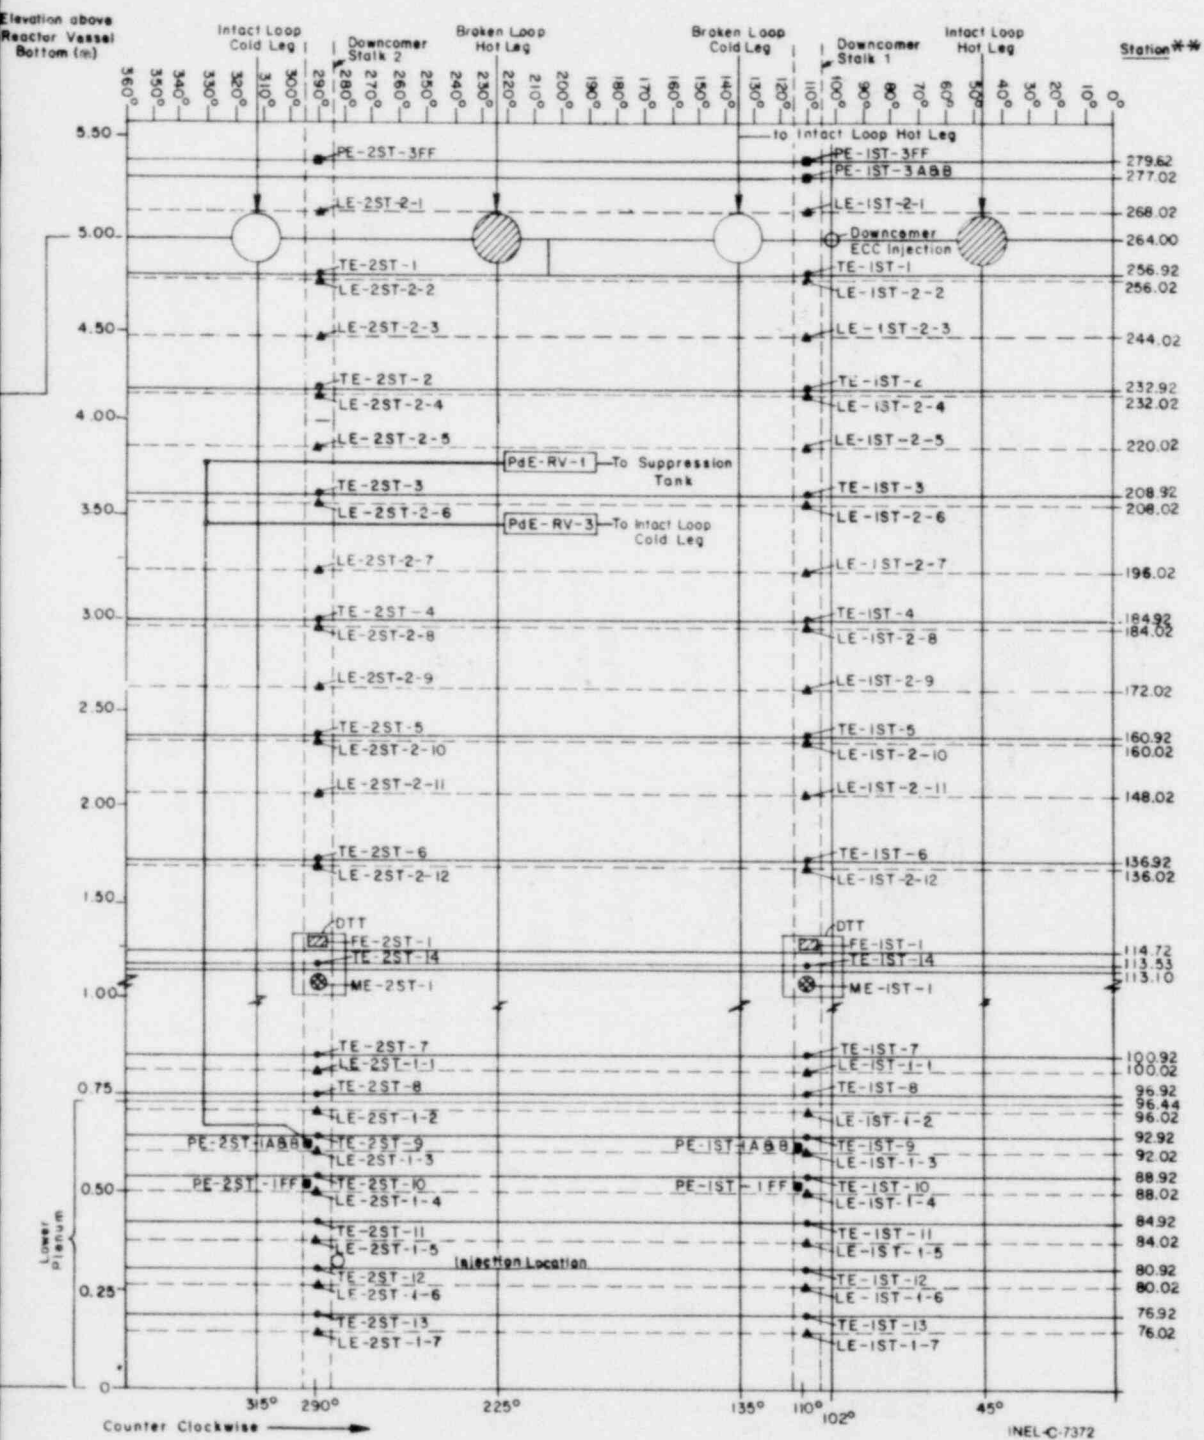 Elevation above
Reactor Vessel
Bottom (m)
Intact Loop
Cold Leg
Downcomer
Stalk 2
Broken Loop
Hot Leg
Broken Loop
Cold Leg
Downcomer
Stalk 1
Intact Loop
Hot Leg
Station**
360° 350° 340° 330° 320° 310° 300° 290° 280° 270° 260° 250° 240° 230° 220° 210° 200° 190° 180° 170° 160° 150° 140° 130° 120° 110° 100° 90° 80° 70° 60° 50° 40° 30° 20° 10° 0°
5.50
to Intact Loop Hot Leg
PE-2ST-3FF
PE-1ST-3FF
279.62
PE-1ST-3A&B
277.02
LE-2ST-2-1
LE-1ST-2-1
268.02
5.00
Downcomer
ECC Injection
264.00
TE-2ST-1
TE-1ST-1
256.92
LE-2ST-2-2
LE-1ST-2-2
256.02
4.50
LE-2ST-2-3
LE-1ST-2-3
244.02
TE-2ST-2
TE-1ST-2
232.92
LE-2ST-2-4
LE-1ST-2-4
232.02
4.00
LE-2ST-2-5
LE-1ST-2-5
220.02
PdE-RV-1
To Suppression
Tank
TE-2ST-3
TE-1ST-3
208.92
3.50
LE-2ST-2-6
LE-1ST-2-6
208.02
PdE-RV-3
To Intact Loop
Cold Leg
LE-2ST-2-7
LE-1ST-2-7
196.02
3.00
TE-2ST-4
TE-1ST-4
184.92
LE-2ST-2-8
LE-1ST-2-8
184.02
LE-2ST-2-9
LE-1ST-2-9
172.02
2.50
TE-2ST-5
TE-1ST-5
160.92
LE-2ST-2-10
LE-1ST-2-10
160.02
2.00
LE-2ST-2-11
LE-1ST-2-11
148.02
TE-2ST-6
TE-1ST-6
136.92
LE-2ST-2-12
LE-1ST-2-12
136.02
1.50
DTT
DTT
FE-2ST-1
FE-1ST-1
114.72
TE-2ST-14
TE-1ST-14
113.53
113.10
ME-2ST-1
ME-1ST-1
1.00
TE-2ST-7
TE-1ST-7
100.92
LE-2ST-1-1
LE-1ST-1-1
100.02
0.75
TE-2ST-8
TE-1ST-8
96.92
96.44
LE-2ST-1-2
LE-1ST-1-2
96.02
PE-2ST-1A&B
TE-2ST-9
PE-1ST-1A&B
TE-1ST-9
92.92
LE-2ST-1-3
LE-1ST-1-3
92.02
PE-2ST-1FF
TE-2ST-10
PE-1ST-1FF
TE-1ST-10
88.92
0.50
LE-2ST-1-4
LE-1ST-1-4
88.02
TE-2ST-11
TE-1ST-11
84.92
LE-2ST-1-5
LE-1ST-1-5
84.02
Lower
Plenum
Injection Location
TE-2ST-12
TE-1ST-12
80.92
0.25
LE-2ST-1-6
LE-1ST-1-6
80.02
TE-2ST-13
TE-1ST-13
76.92
LE-2ST-1-7
LE-1ST-1-7
76.02
0
315° 290° 225° 135° 110° 102° 45°
Counter Clockwise
INEL-C-7372